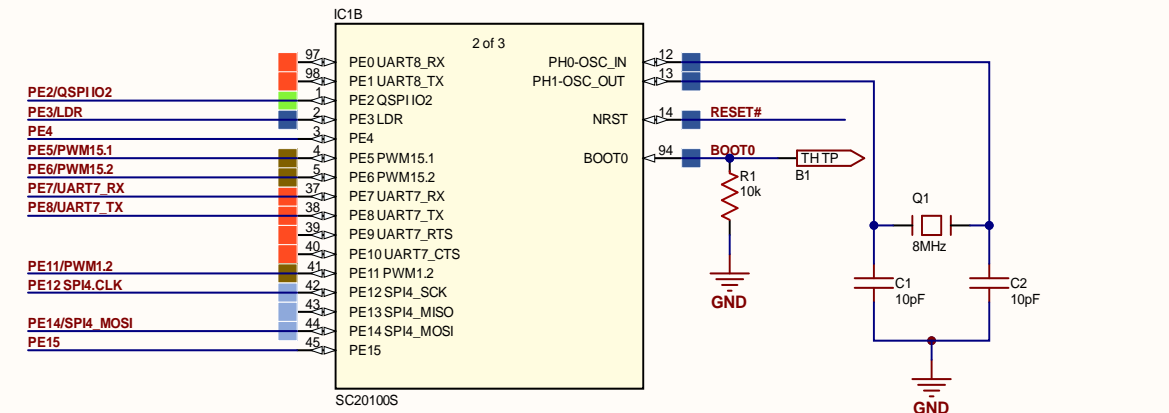 IC1B
2 of 3
97 PE0 UART8_RX
98 PE1 UART8_TX
PE2/QSPI IO2 1 PE2 QSPI IO2
PE3/LDR 2 PE3 LDR
PE4 3 PE4
PE5/PWM15.1 4 PE5 PWM15.1
PE6/PWM15.2 5 PE6 PWM15.2
PE7/UART7_RX 37 PE7 UART7_RX
PE8/UART7_TX 38 PE8 UART7_TX
39 PE9 UART7_RTS
40 PE10 UART7_CTS
PE11/PWM1.2 41 PE11 PWM1.2
PE12 SPI4.CLK 42 PE12 SPI4_SCK
43 PE13 SPI4_MISO
PE14/SPI4_MOSI 44 PE14 SPI4_MOSI
PE15 45 PE15
SC20100S
PH0-OSC_IN 12
PH1-OSC_OUT 13
NRST 14 RESET#
BOOT0 94 BOOT0
TH TP
B1
R1
10k
GND
Q1
8MHz
C1
10pF
C2
10pF
GND